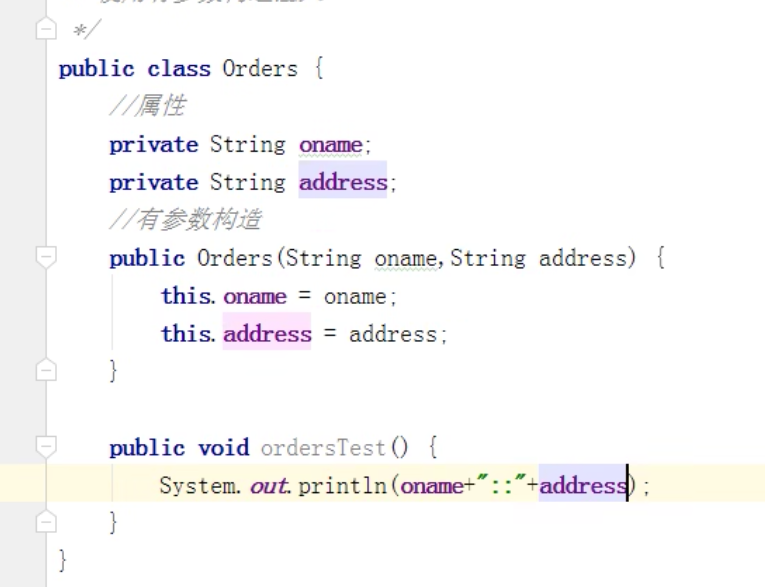 */
public class Orders {
//属性
private String oname;
private String address;
//有参数构造
public Orders(String oname,String address) {
this.oname = oname;
this.address = address;
}
public void ordersTest() {
System.out.println(oname+"::"+address);
}
}